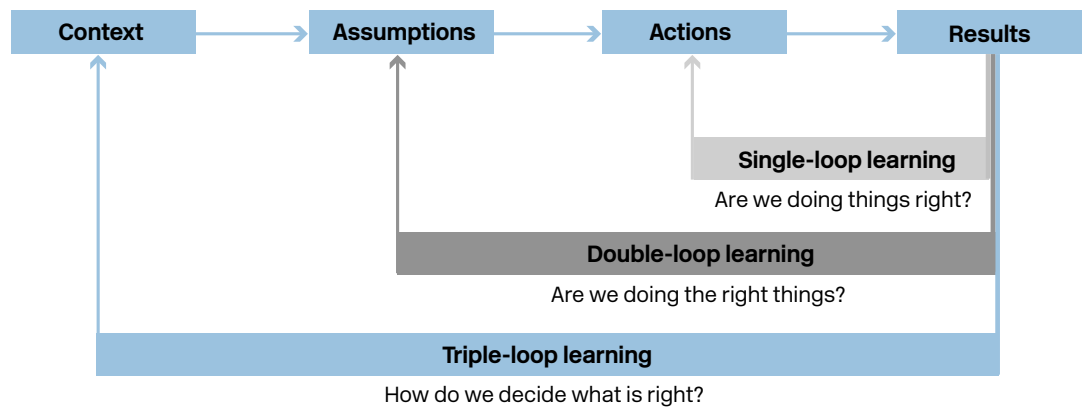 Context
Assumptions
Actions
Results
Single-loop learning
Are we doing things right?
Double-loop learning
Are we doing the right things?
Triple-loop learning
How do we decide what is right?